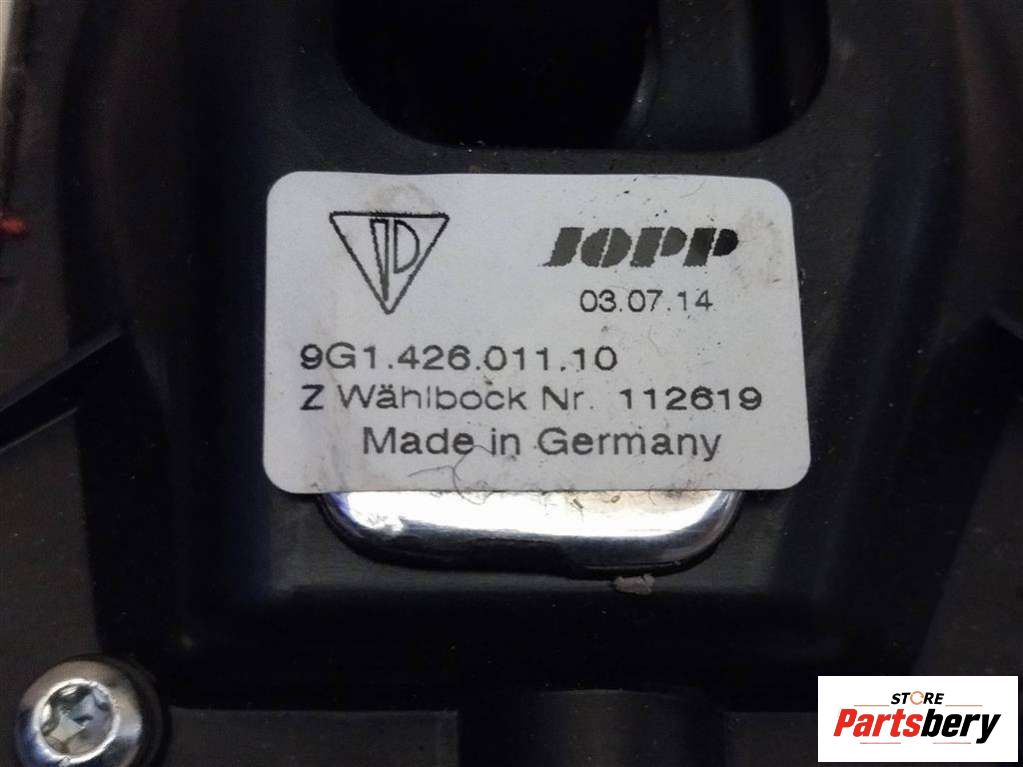 JOPP
03.07.14
9G1.426.011.10
Z Wählbock Nr. 112619
Made in Germany
STORE
Partsbery